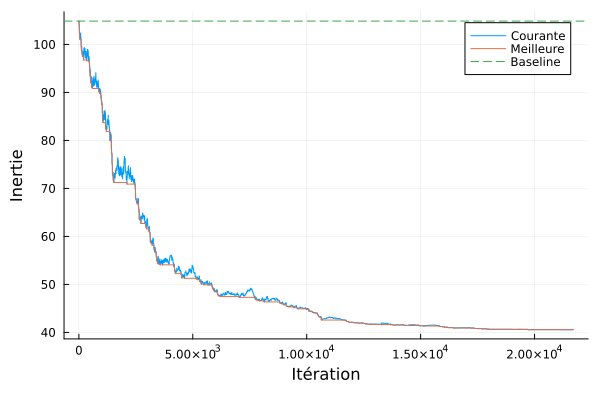 Courante
Meilleure
Baseline
Inertie
100
90
80
70
60
50
40
0
5.00×10³
1.00×10⁴
1.50×10⁴
2.00×10⁴
Itération